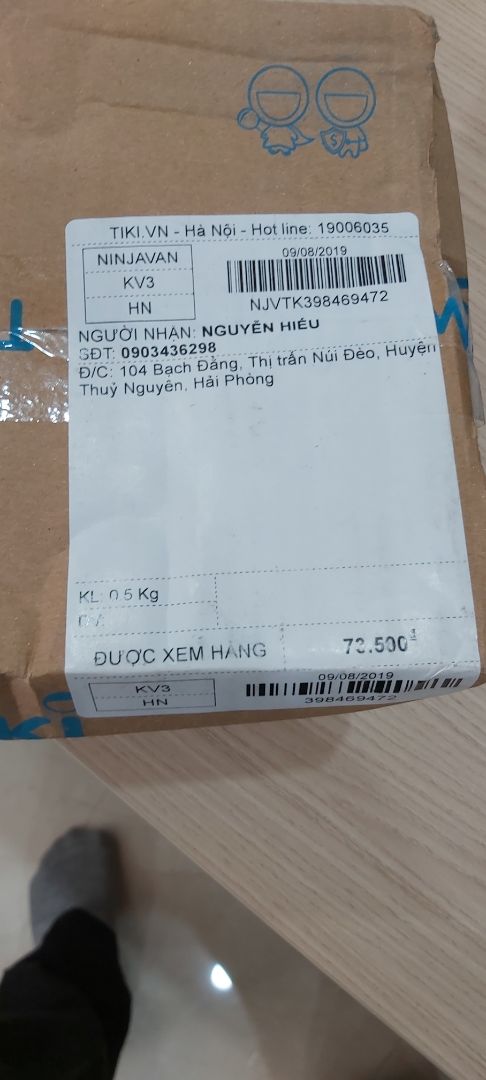 TIKI.VN - Hà Nội - Hot line: 19006035
NINJAVAN
KV3
HN
09/08/2019
NJVTK398469472
NGƯỜI NHẬN: NGUYỄN HIẾU
SĐT: 0903436298
Đ/C: 104 Bạch Đằng, Thị trấn Núi Đèo, Huyện
Thuỷ Nguyên, Hải Phòng
KL: 0.5 Kg
ĐƯỢC XEM HÀNG
KV3
HN
09/08/2019
398469472